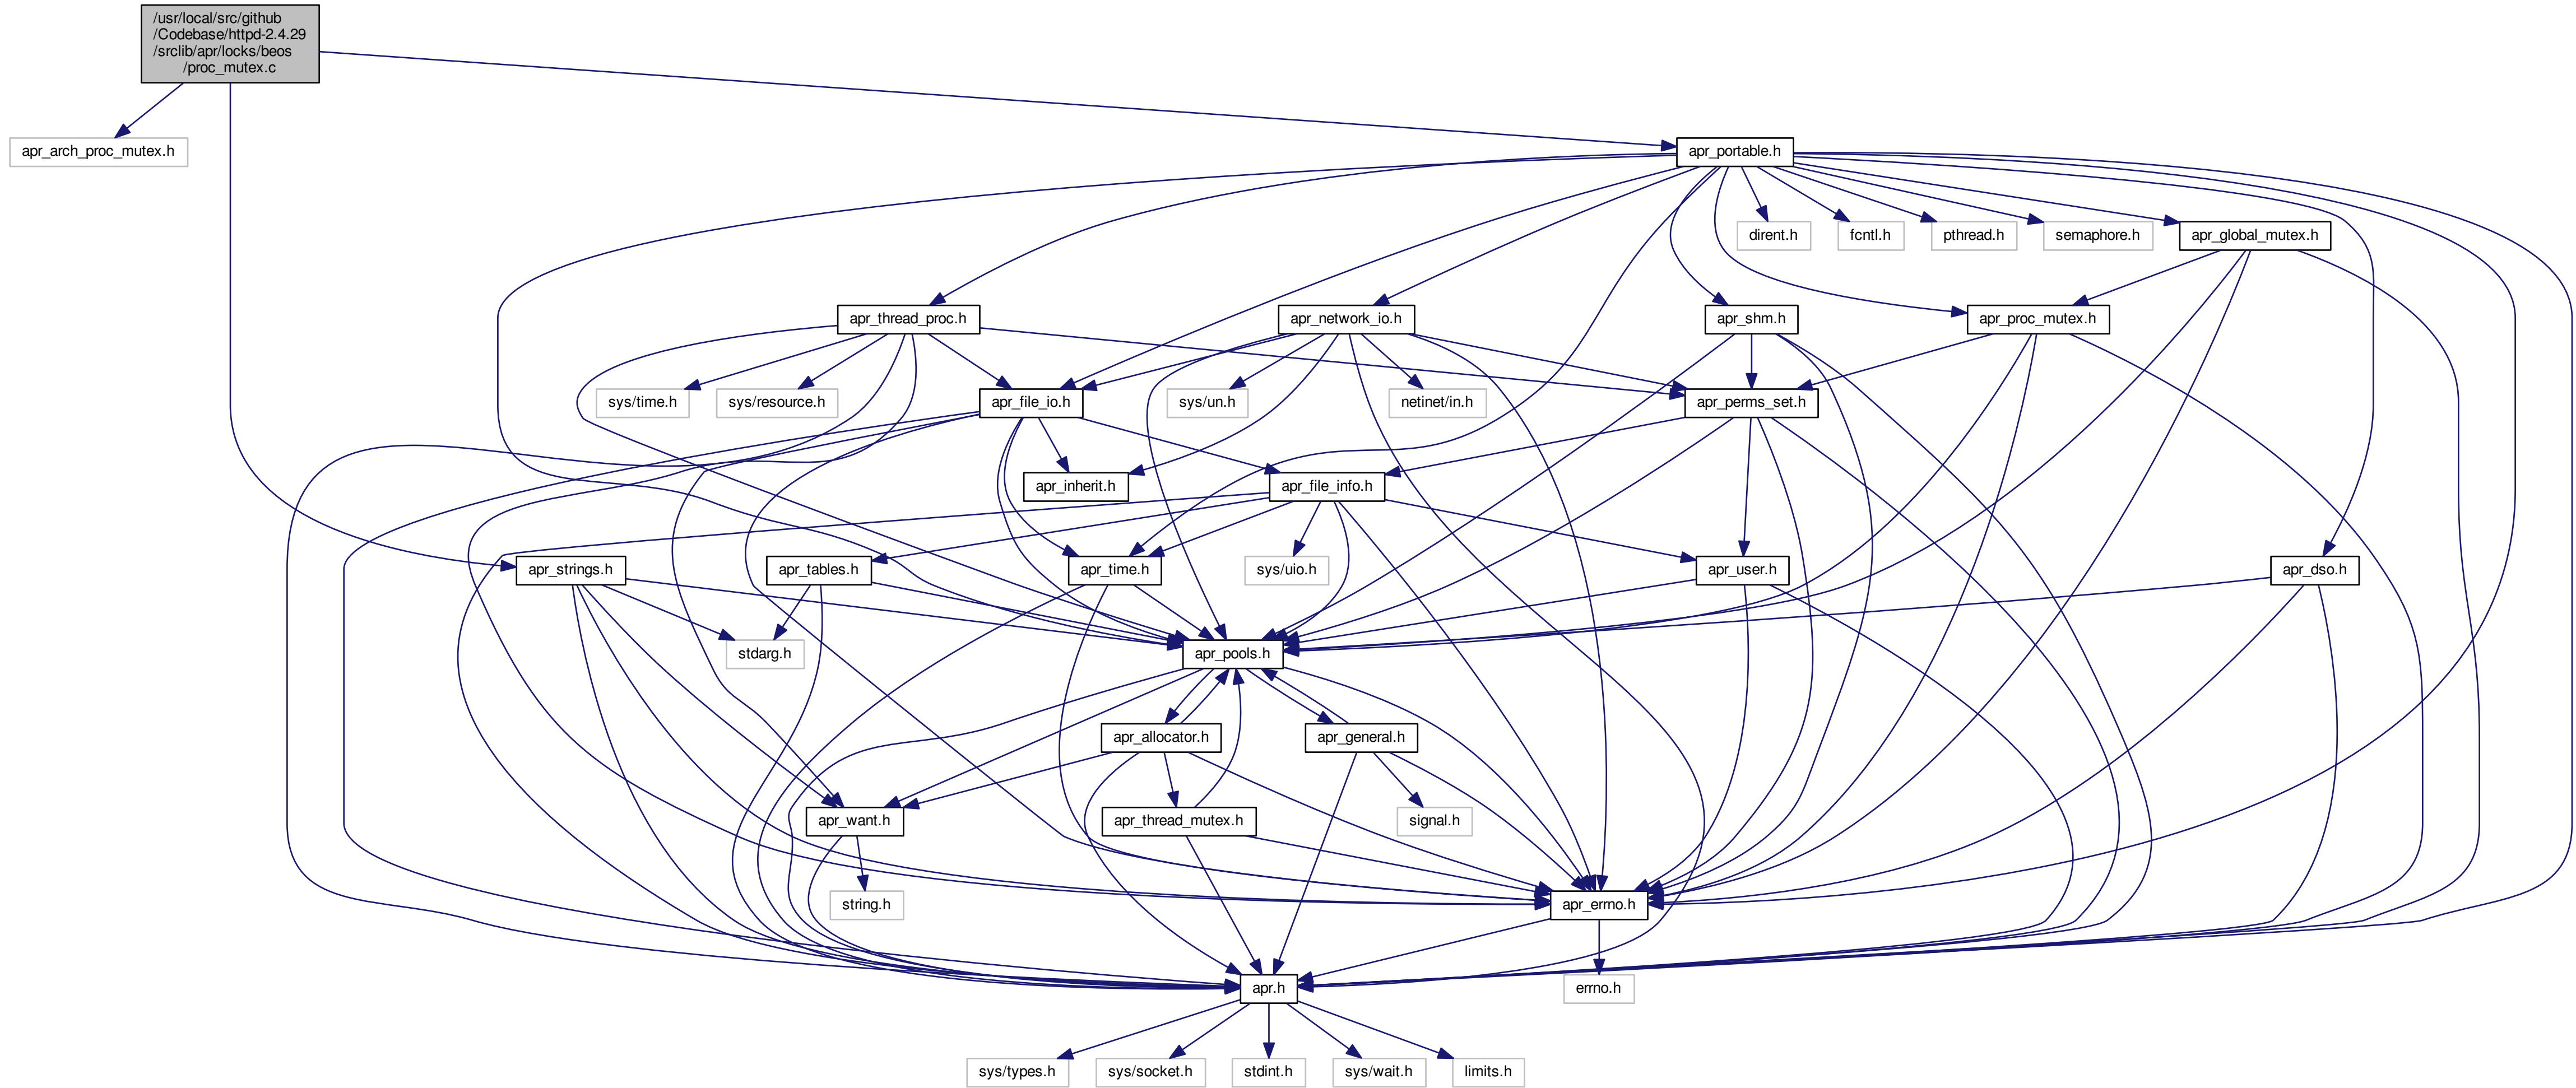 /usr/local/src/github
/Codebase/httpd-2.4.29
/srclib/apr/locks/beos
/proc_mutex.c
apr_arch_proc_mutex.h
apr_portable.h
dirent.h
fcntl.h
pthread.h
semaphore.h
apr_global_mutex.h
apr_thread_proc.h
apr_network_io.h
apr_shm.h
apr_proc_mutex.h
sys/time.h
sys/resource.h
apr_file_io.h
sys/un.h
netinet/in.h
apr_perms_set.h
apr_inherit.h
apr_file_info.h
apr_strings.h
apr_tables.h
apr_time.h
sys/uio.h
apr_user.h
apr_dso.h
stdarg.h
apr_pools.h
apr_allocator.h
apr_general.h
apr_want.h
apr_thread_mutex.h
signal.h
string.h
apr_errno.h
apr.h
errno.h
sys/types.h
sys/socket.h
stdint.h
sys/wait.h
limits.h